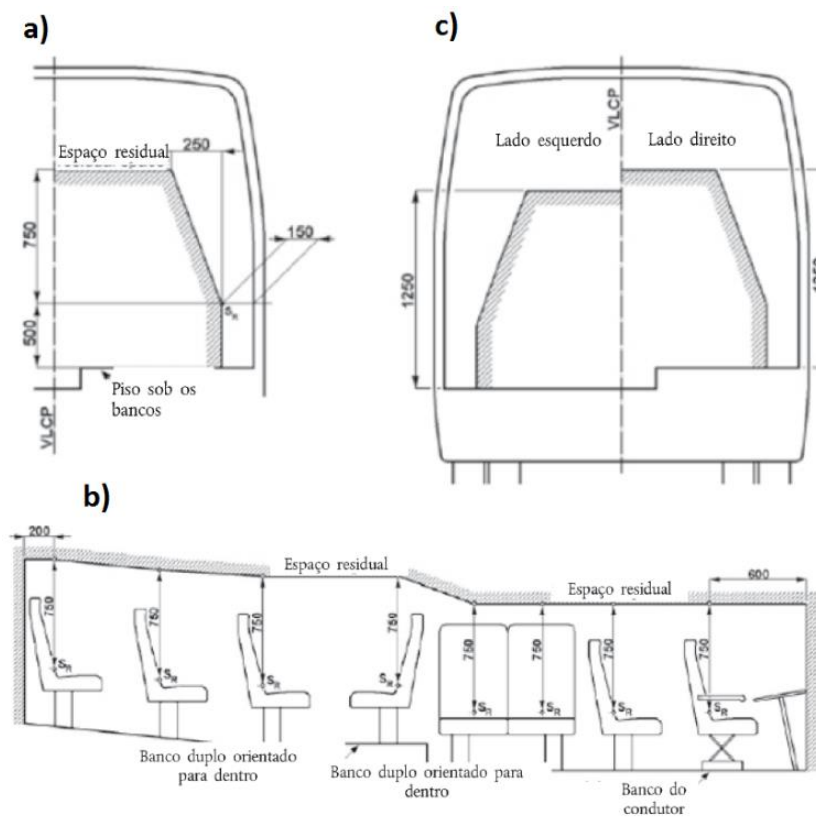 a)
VLCP
Espaço residual
250
750
150
S_R
500
Piso sob os
bancos
c)
VLCP
Lado esquerdo
Lado direito
1250
1250
b)
200
Espaço residual
Espaço residual
600
750
750
750
750
750
750
750
750
S_R
S_R
S_R
S_R
S_R
S_R
S_R
S_R
Banco duplo orientado
para dentro
Banco duplo orientado para
dentro
Banco do
condutor